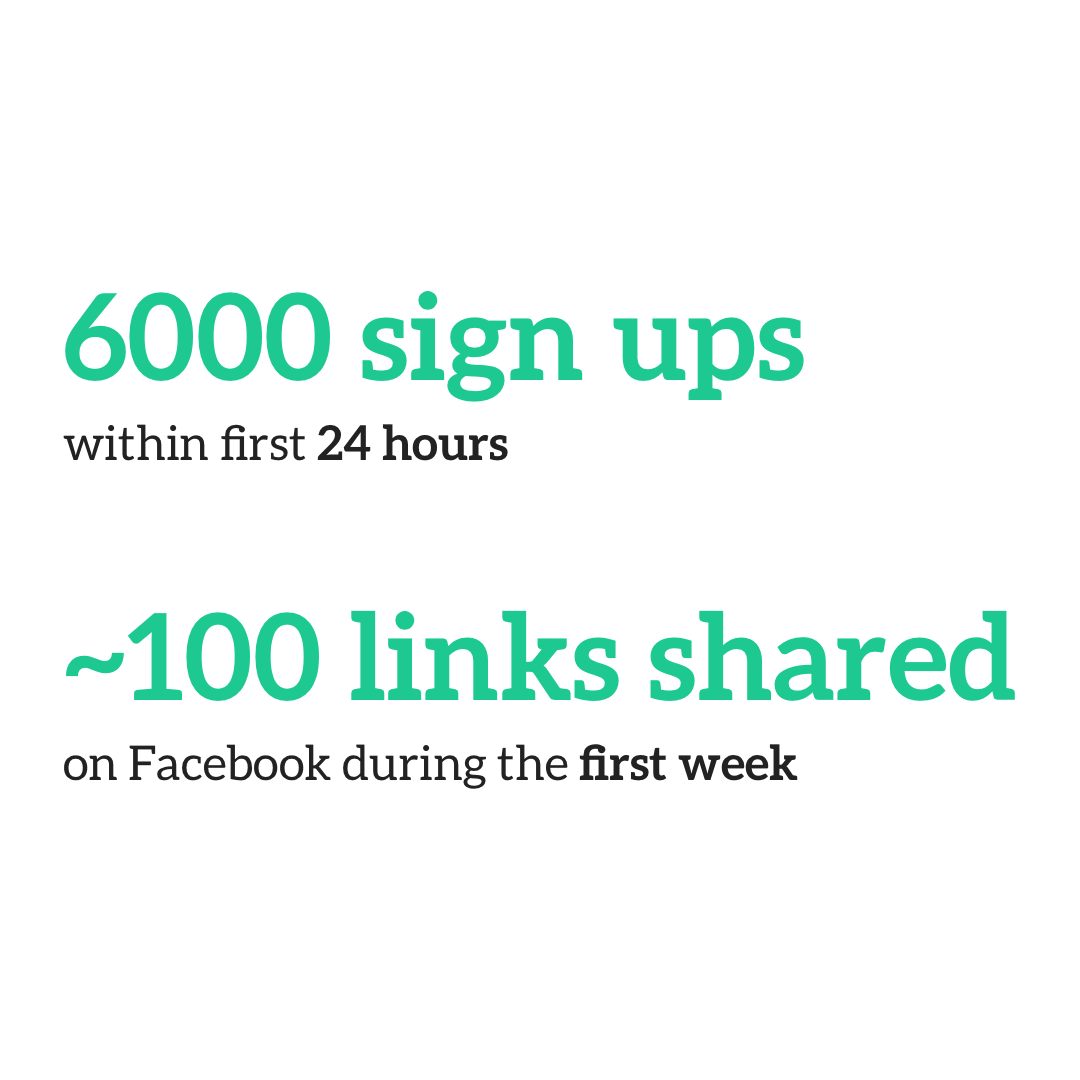 6000 sign ups
within first 24 hours
~100 links shared
on Facebook during the first week